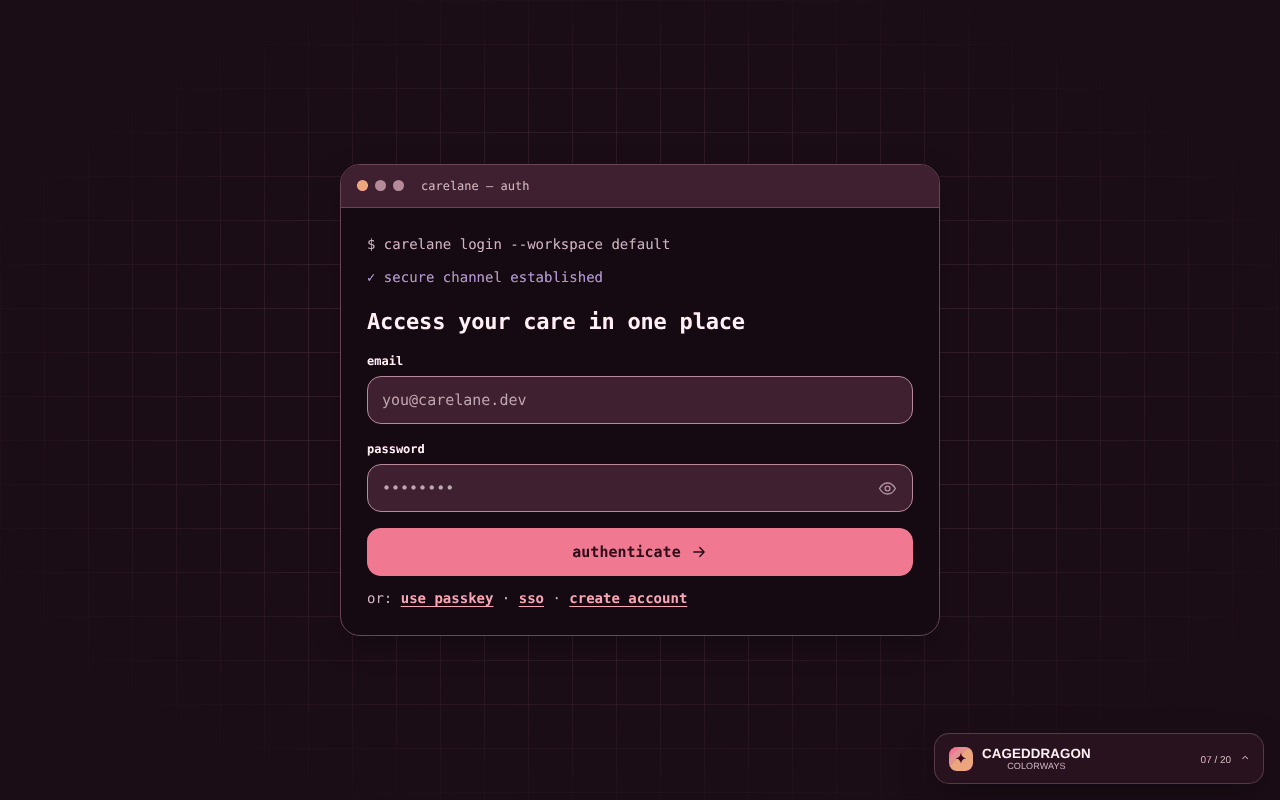 carelane — auth
$ carelane login --workspace default
✓ secure channel established
Access your care in one place
email
you@carelane.dev
password
••••••••
authenticate →
or: use passkey · sso · create account
CAGEDDRAGON
COLORWAYS
07 / 20